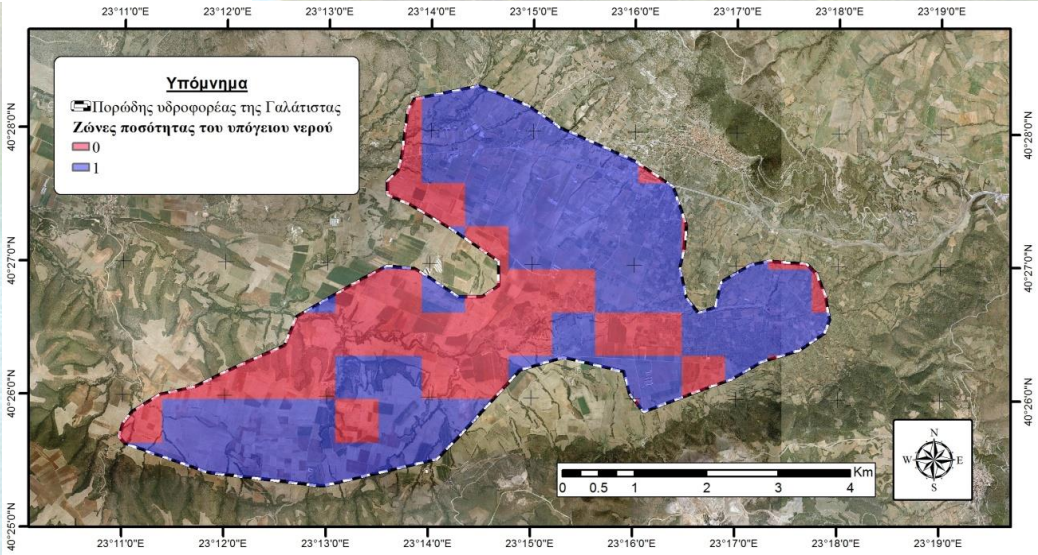 23°11'0"E 23°12'0"E 23°13'0"E 23°14'0"E 23°15'0"E 23°16'0"E 23°17'0"E 23°18'0"E 23°19'0"E
Υπόμνημα
Πορώδης υδροφορέας της Γαλάτιστας
Ζώνες ποσότητας του υπόγειου νερού
0
1
40°28'0"N 40°28'0"N
40°27'0"N 40°27'0"N
40°26'0"N 40°26'0"N
40°25'0"N
N
W E
S
Km
0 0.5 1 2 3 4
23°11'0"E 23°12'0"E 23°13'0"E 23°14'0"E 23°15'0"E 23°16'0"E 23°17'0"E 23°18'0"E 23°19'0"E